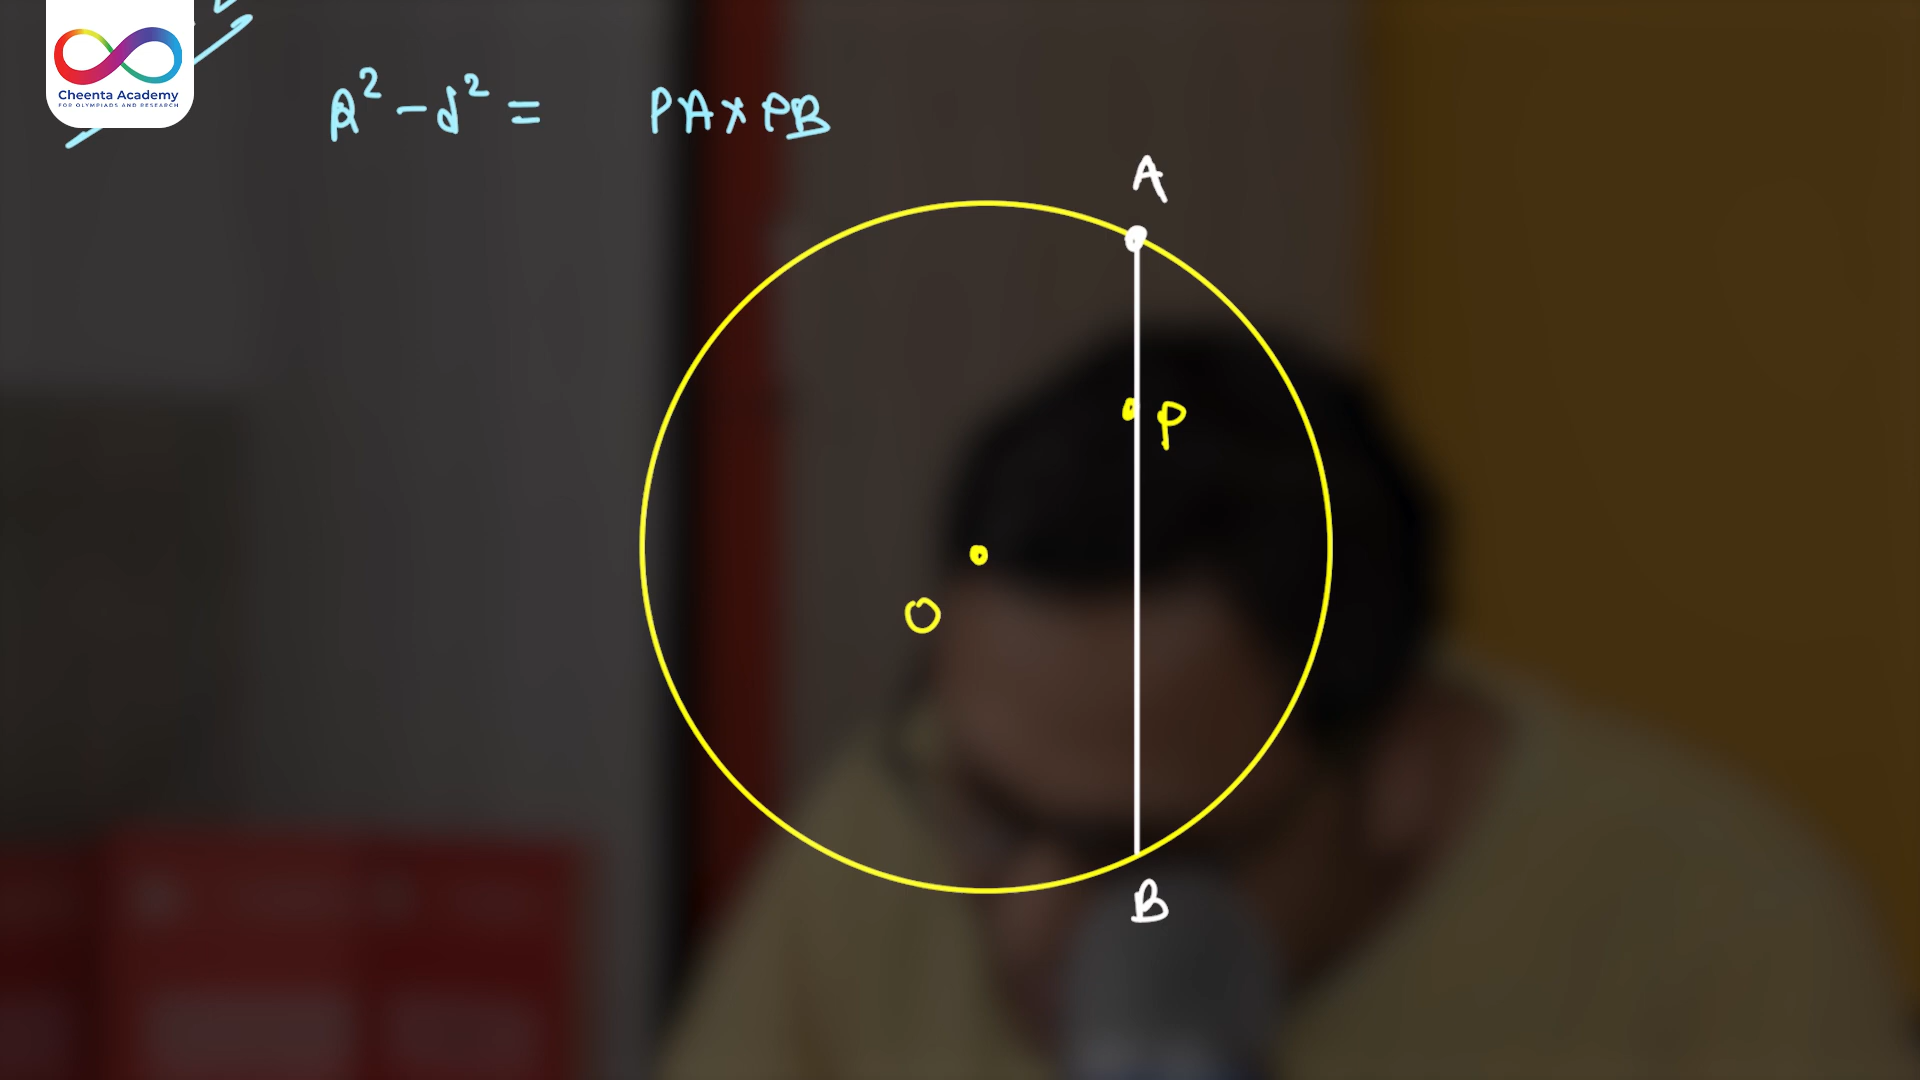 Cheenta Academy
FOR OLYMPIADS AND RESEARCH
R² - d² = PA × PB
A
P
O
B